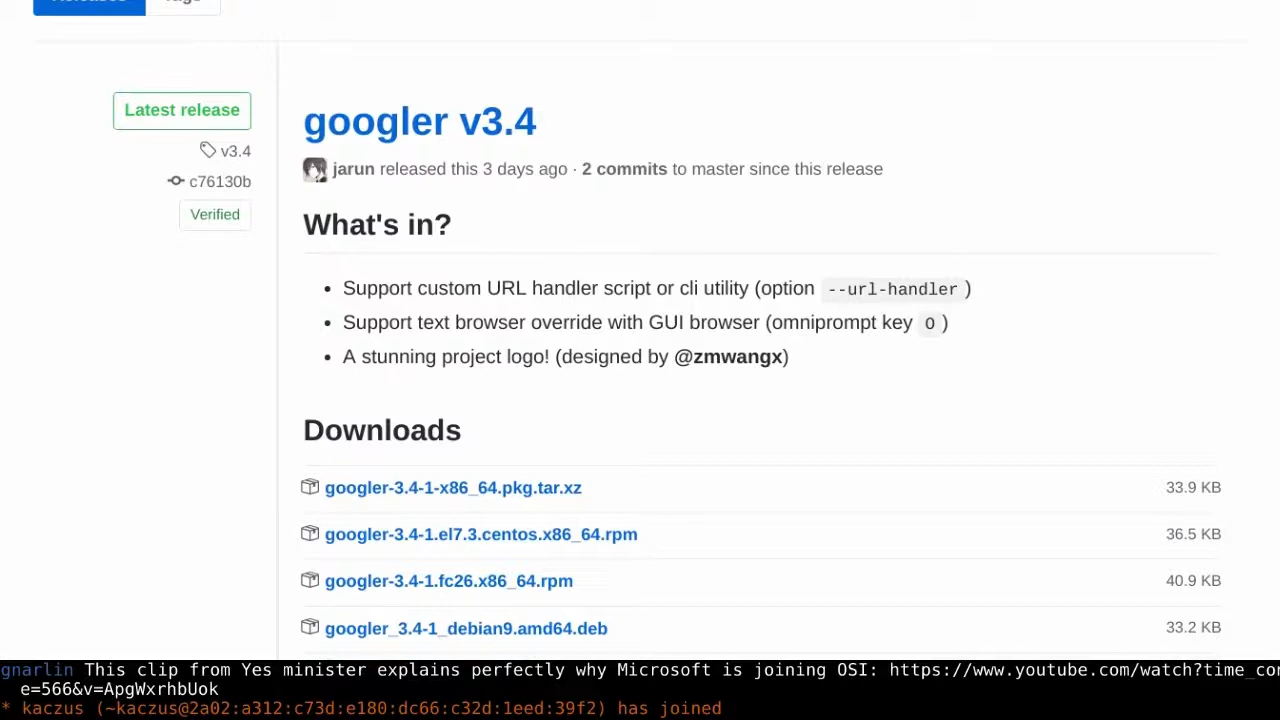 Releases Tags
Latest release
v3.4
c76130b
Verified
googler v3.4
jarun released this 3 days ago · 2 commits to master since this release
What's in?
• Support custom URL handler script or cli utility (option --url-handler)
• Support text browser override with GUI browser (omniprompt key O)
• A stunning project logo! (designed by @zmwangx)
Downloads
googler-3.4-1-x86_64.pkg.tar.xz 33.9 KB
googler-3.4-1.el7.3.centos.x86_64.rpm 36.5 KB
googler-3.4-1.fc26.x86_64.rpm 40.9 KB
googler_3.4-1_debian9.amd64.deb 33.2 KB
gnarlin This clip from Yes minister explains perfectly why Microsoft is joining OSI: https://www.youtube.com/watch?time_con
e=566&v=ApgWxrhbUok
* kaczus (~kaczus@2a02:a312:c73d:e180:dc66:c32d:1eed:39f2) has joined